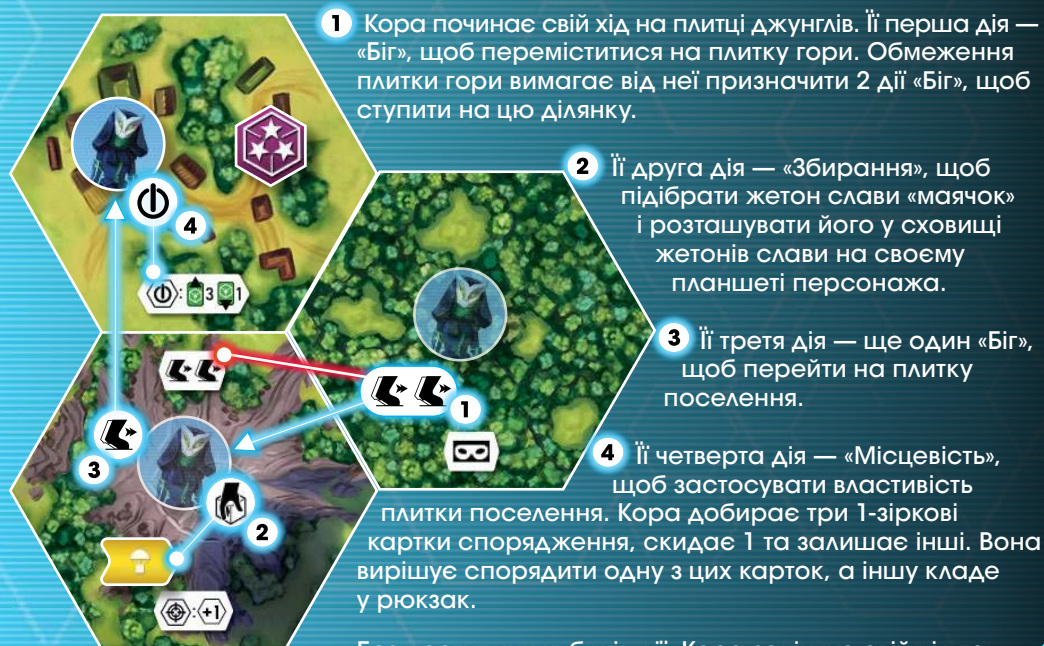 1 Кора починає свій хід на плитці джунглів. Її перша дія —
«Біг», щоб переміститися на плитку гори. Обмеження
плитки гори вимагає від неї призначити 2 дії «Біг», щоб
ступити на цю ділянку.
2 Її друга дія — «Збирання», щоб
підібрати жетон слави «маячок»
і розташувати його у сховищі
жетонів слави на своєму
планшеті персонажа.
3 Її третя дія — ще один «Біг»,
щоб перейти на плитку
поселення.
4 Її четверта дія — «Місцевість»,
щоб застосувати властивість
плитки поселення. Кора добирає три 1-зіркові
картки спорядження, скидає 1 та залишає інші. Вона
вирішує спорядити одну з цих карток, а іншу кладе
у рюкзак.
4
: 3 1
1
3
2
: +1